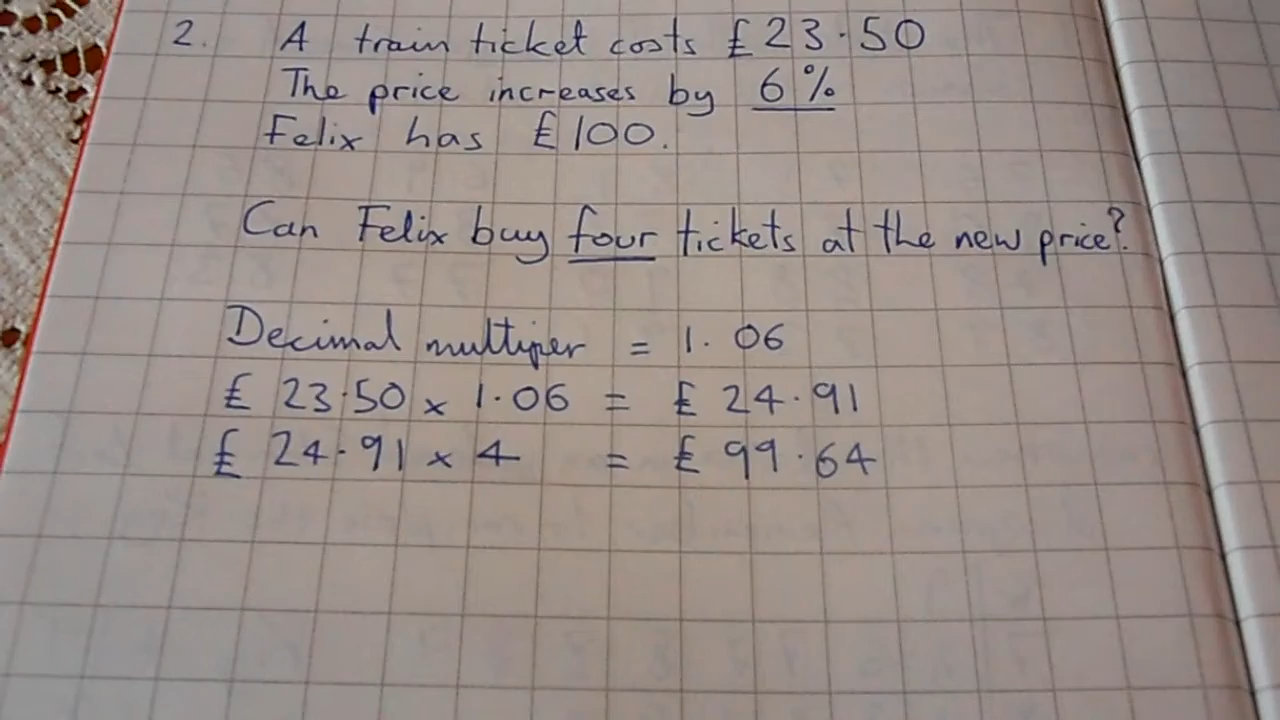 2. A train ticket costs £23.50
The price increases by 6%
Felix has £100.
Can Felix buy four tickets at the new price?
Decimal multiper = 1.06
£23.50 x 1.06 = £24.91
£24.91 x 4 = £99.64